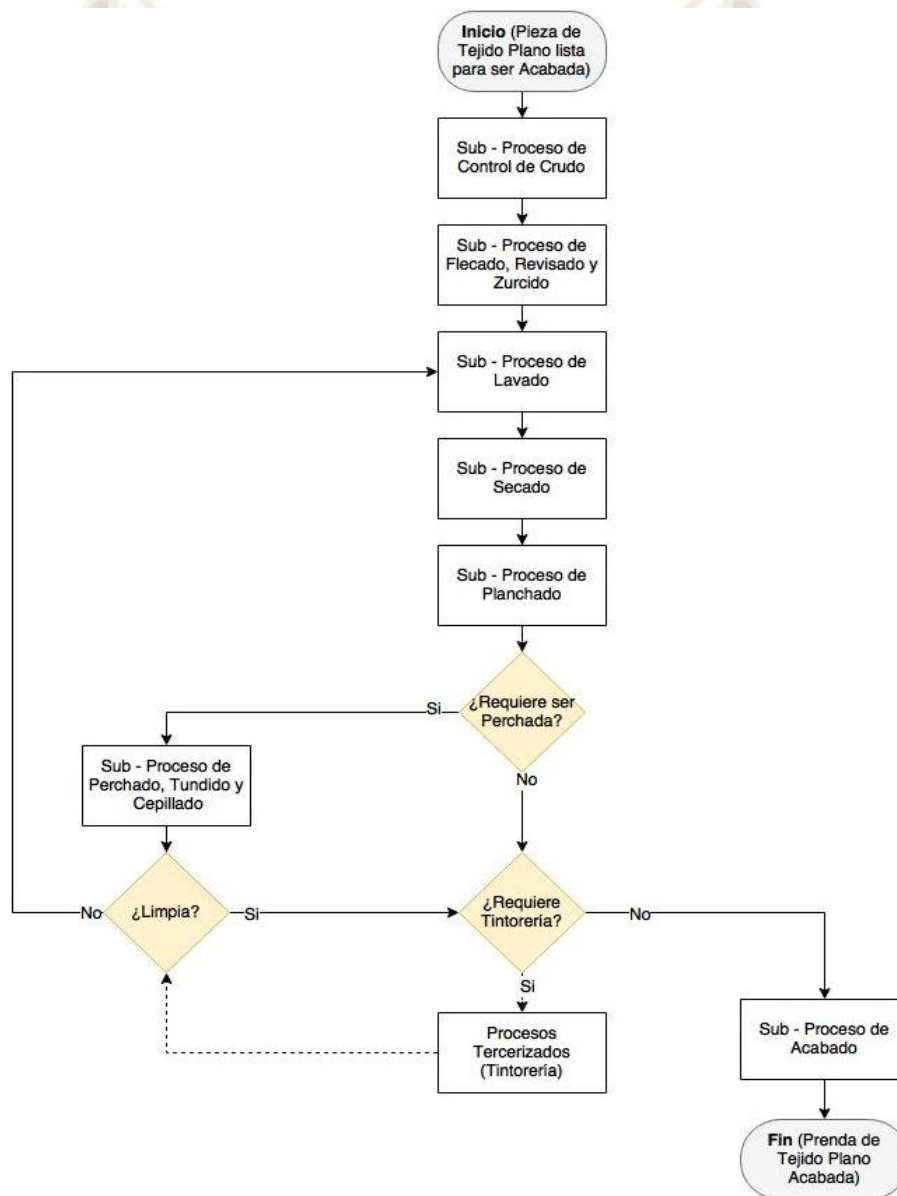 Inicio (Pieza de
Tejido Plano lista
para ser Acabada)
Sub - Proceso de
Control de Crudo
Sub - Proceso de
Flecado, Revisado y
Zurcido
Sub - Proceso de
Lavado
Sub - Proceso de
Secado
Sub - Proceso de
Planchado
¿Requiere ser
Perchada?
Si
Sub - Proceso de
Perchado, Tundido y
Cepillado
No
¿Limpia?
No
Si
¿Requiere
Tintorería?
No
Si
Procesos
Tercerizados
(Tintorería)
Sub - Proceso de
Acabado
Fin (Prenda de
Tejido Plano
Acabada)